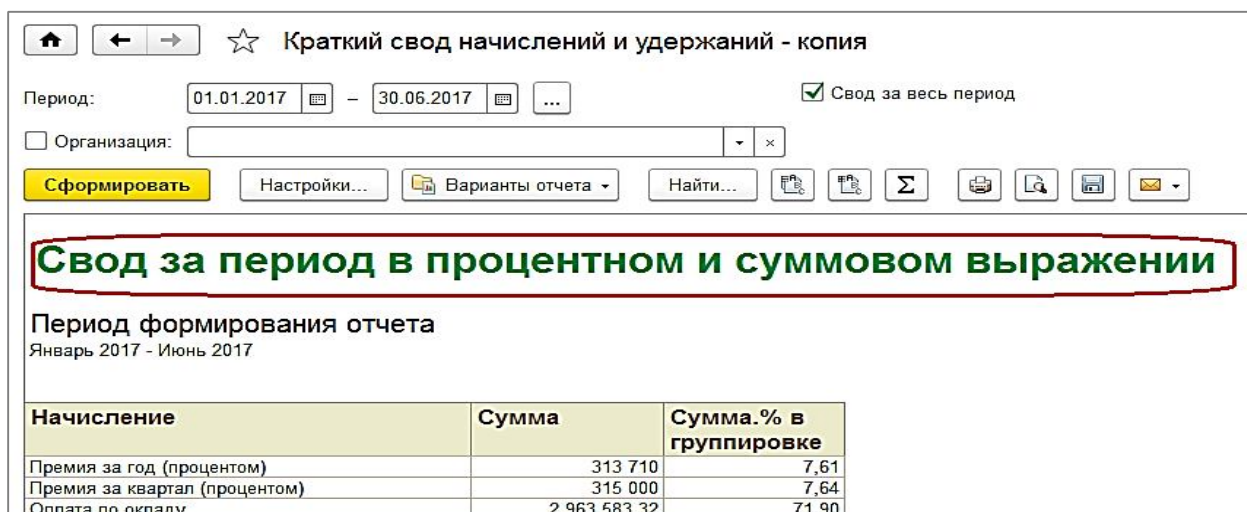 Краткий свод начислений и удержаний - копия
Период: 01.01.2017 – 30.06.2017 ... Свод за весь период
Организация:
Сформировать Настройки... Варианты отчета Найти... Σ
Свод за период в процентном и суммовом выражении
Период формирования отчета
Январь 2017 - Июнь 2017
Начисление Сумма Сумма.% в
группировке
Премия за год (процентом) 313 710 7,61
Премия за квартал (процентом) 315 000 7,64
Оплата по окладу 2 963 583,32 71,90